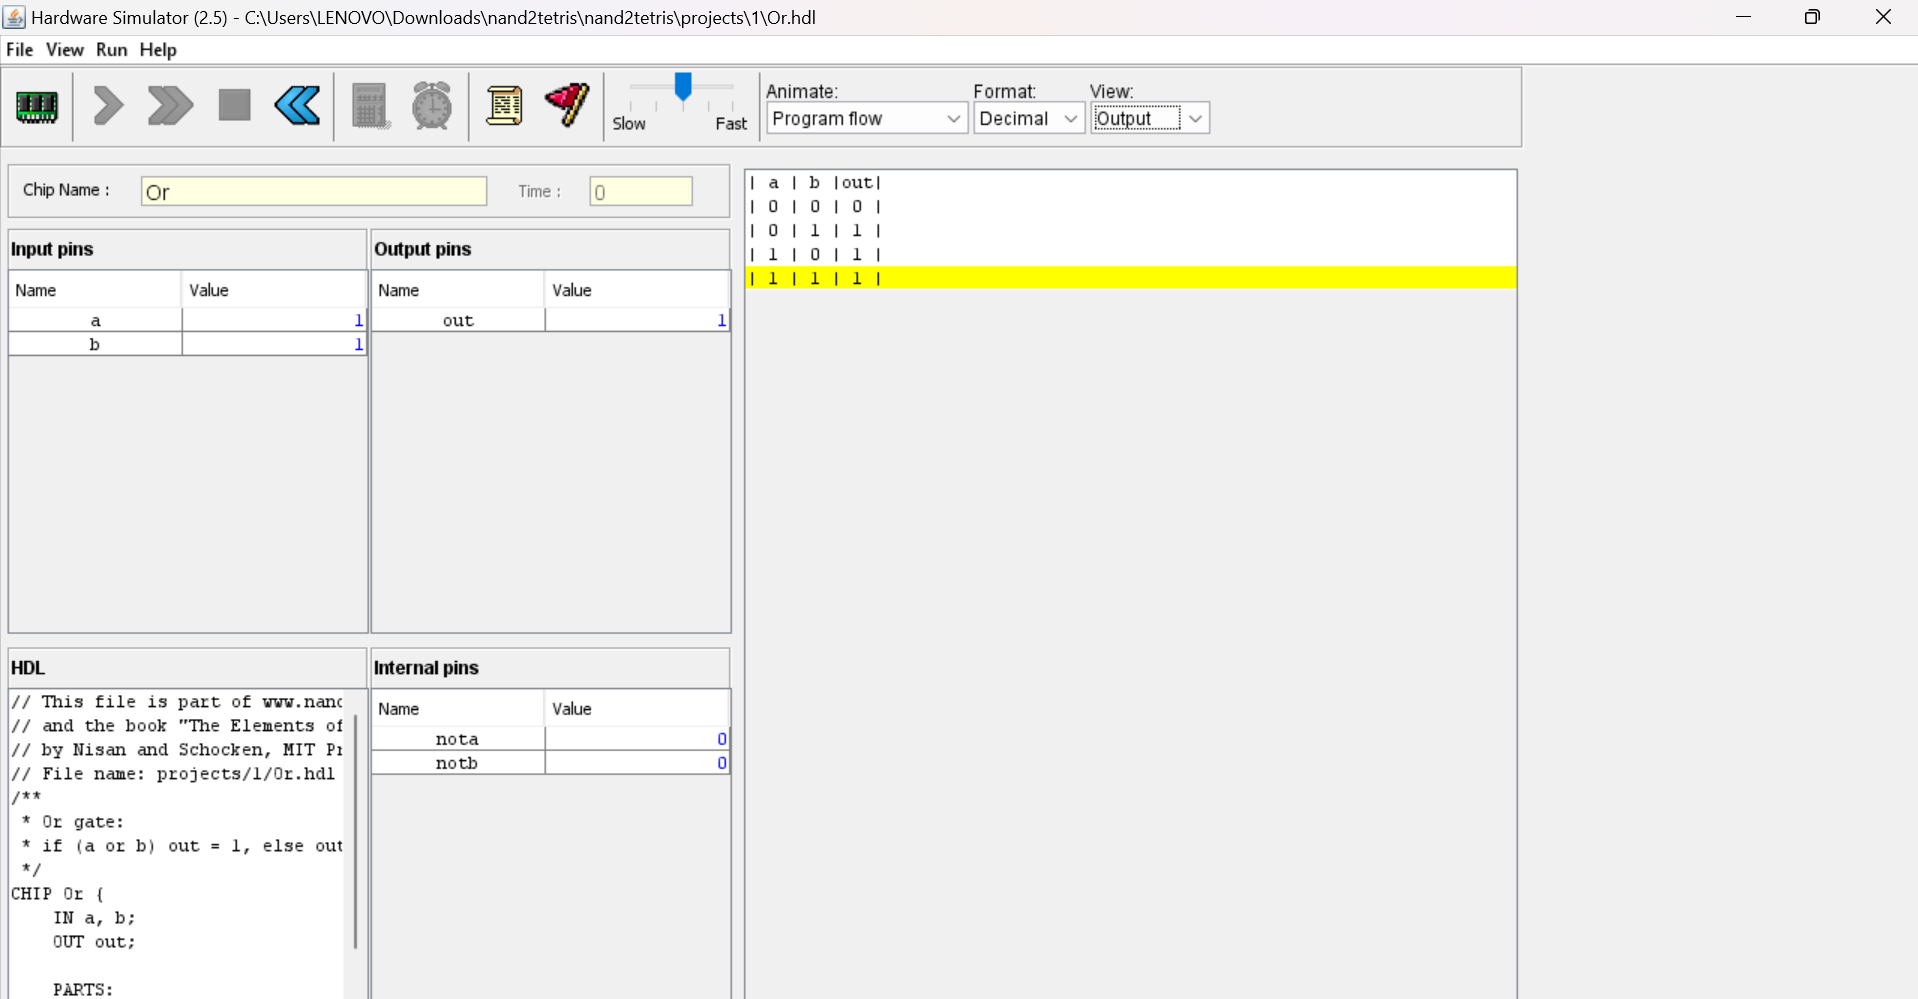 Hardware Simulator (2.5) - C:\Users\LENOVO\Downloads\nand2tetris\nand2tetris\projects\1\Or.hdl
File View Run Help
Slow Fast
Animate: Format: View:
Program flow Decimal Output
Chip Name : Or Time : 0
Input pins
Name Value
a 1
b 1
Output pins
Name Value
out 1
| a | b |out|
| 0 | 0 | 0 |
| 0 | 1 | 1 |
| 1 | 0 | 1 |
| 1 | 1 | 1 |
HDL
// This file is part of www.nand
// and the book "The Elements of
// by Nisan and Schocken, MIT Pr
// File name: projects/1/Or.hdl
/**
* Or gate:
* if (a or b) out = 1, else out
*/
CHIP Or {
IN a, b;
OUT out;
PARTS:
Internal pins
Name Value
nota 0
notb 0